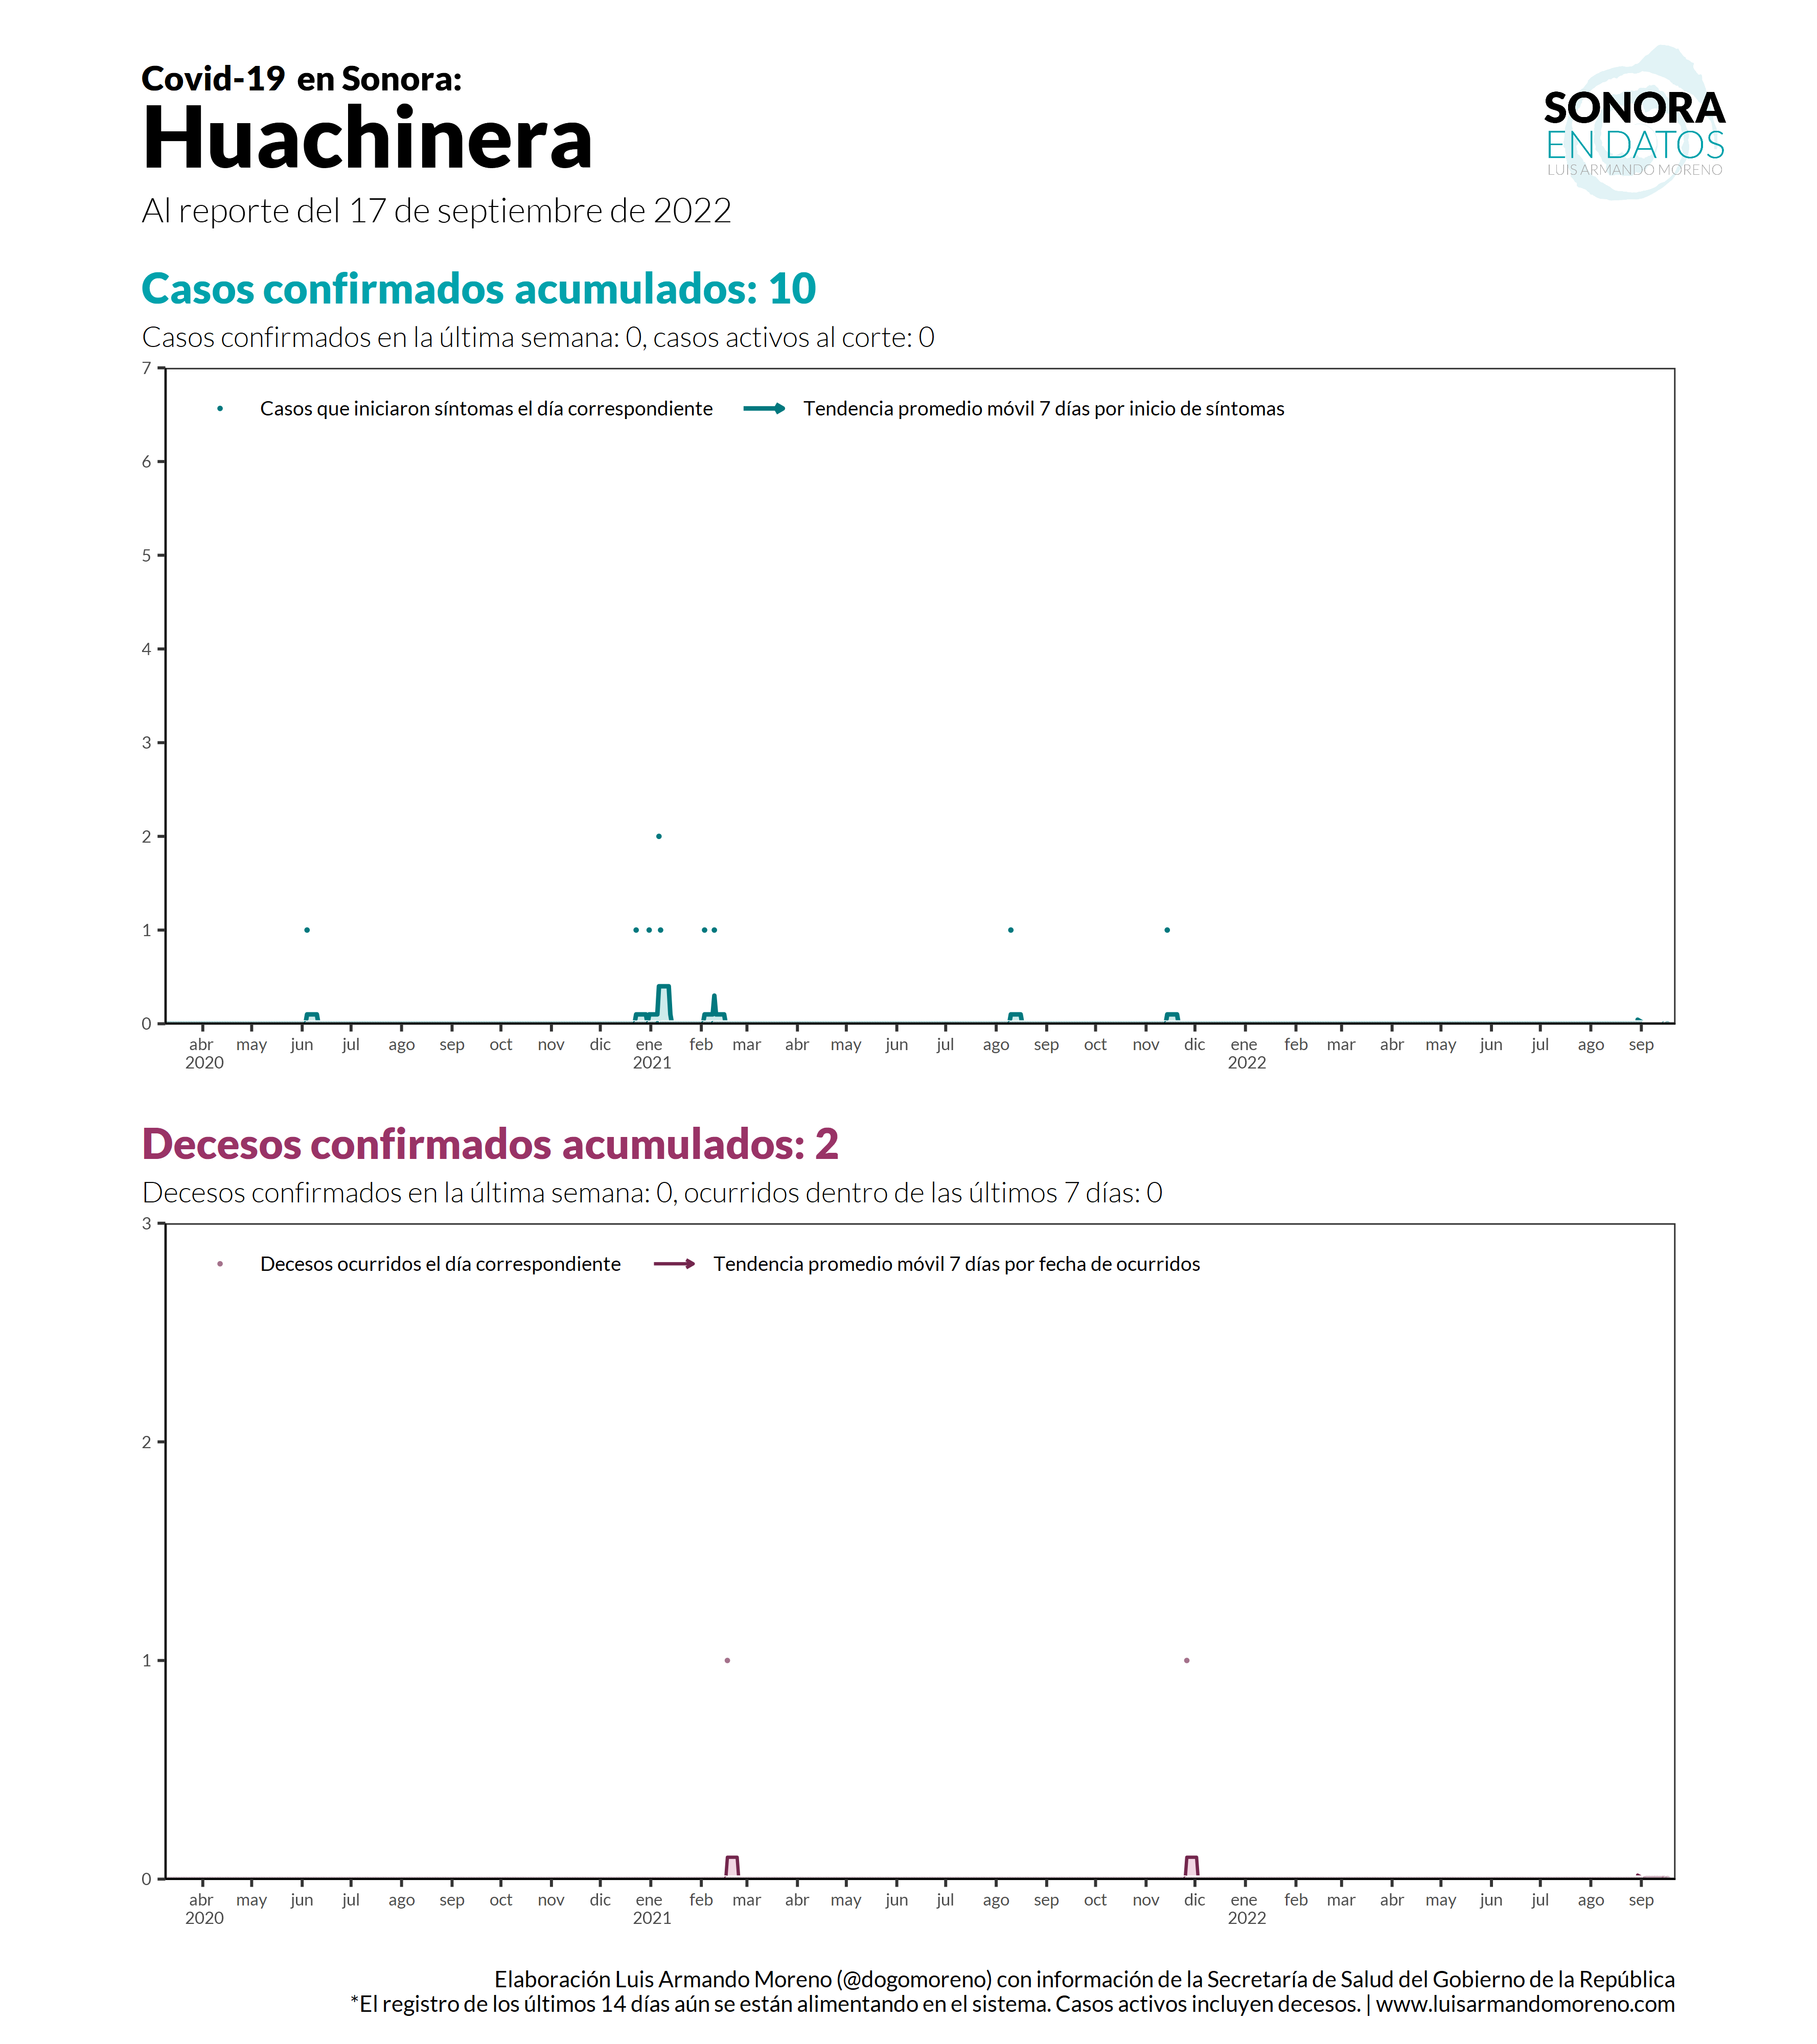 Covid-19 en Sonora:
Huachinera
Al reporte del 17 de septiembre de 2022
SONORA
EN DATOS
LUIS ARMANDO MORENO
Casos confirmados acumulados: 10
Casos confirmados en la última semana: 0, casos activos al corte: 0
7
Casos que iniciaron síntomas el día correspondiente Tendencia promedio móvil 7 días por inicio de síntomas
6
5
4
3
2
1
0
abr may jun jul ago sep oct nov dic ene feb mar abr may jun jul ago sep oct nov dic ene feb mar abr may jun jul ago sep
2020 2021 2022
Decesos confirmados acumulados: 2
Decesos confirmados en la última semana: 0, ocurridos dentro de las últimos 7 días: 0
3
Decesos ocurridos el día correspondiente Tendencia promedio móvil 7 días por fecha de ocurridos
2
1
0
abr may jun jul ago sep oct nov dic ene feb mar abr may jun jul ago sep oct nov dic ene feb mar abr may jun jul ago sep
2020 2021 2022
Elaboración Luis Armando Moreno (@dogomoreno) con información de la Secretaría de Salud del Gobierno de la República
*El registro de los últimos 14 días aún se están alimentando en el sistema. Casos activos incluyen decesos. | www.luisarmandomoreno.com